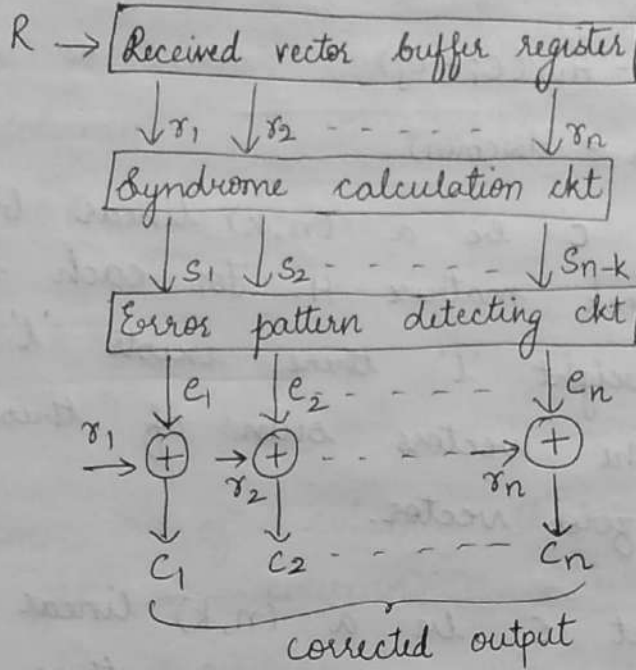 R → Received vector buffer register
r1 r2 - - - - - rn
Syndrome calculation ckt
S1 S2 - - - - - Sn-k
Error pattern detecting ckt
e1 e2 - - - - - en
r1 → + r2 → + - - - - rn → +
C1 C2 - - - - - Cn
corrected output